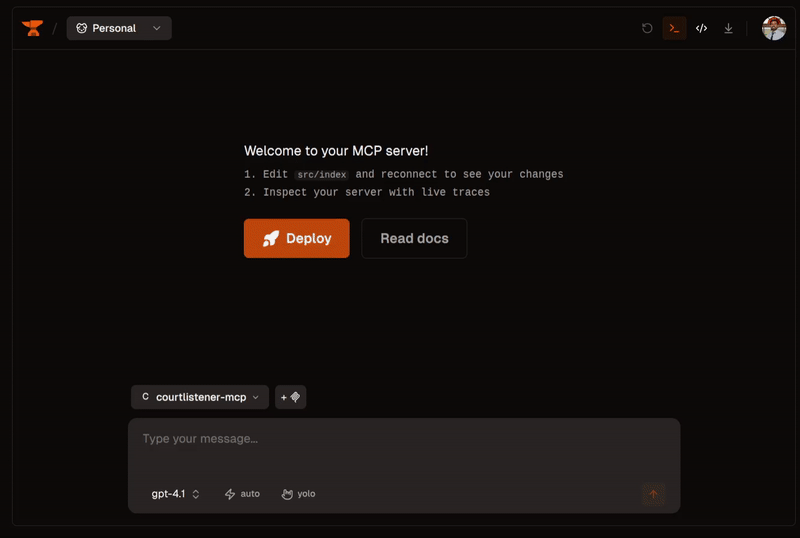 / Personal
Welcome to your MCP server!
1. Edit src/index and reconnect to see your changes
2. Inspect your server with live traces
Deploy Read docs
C courtlistener-mcp +
Type your message...
gpt-4.1 auto yolo